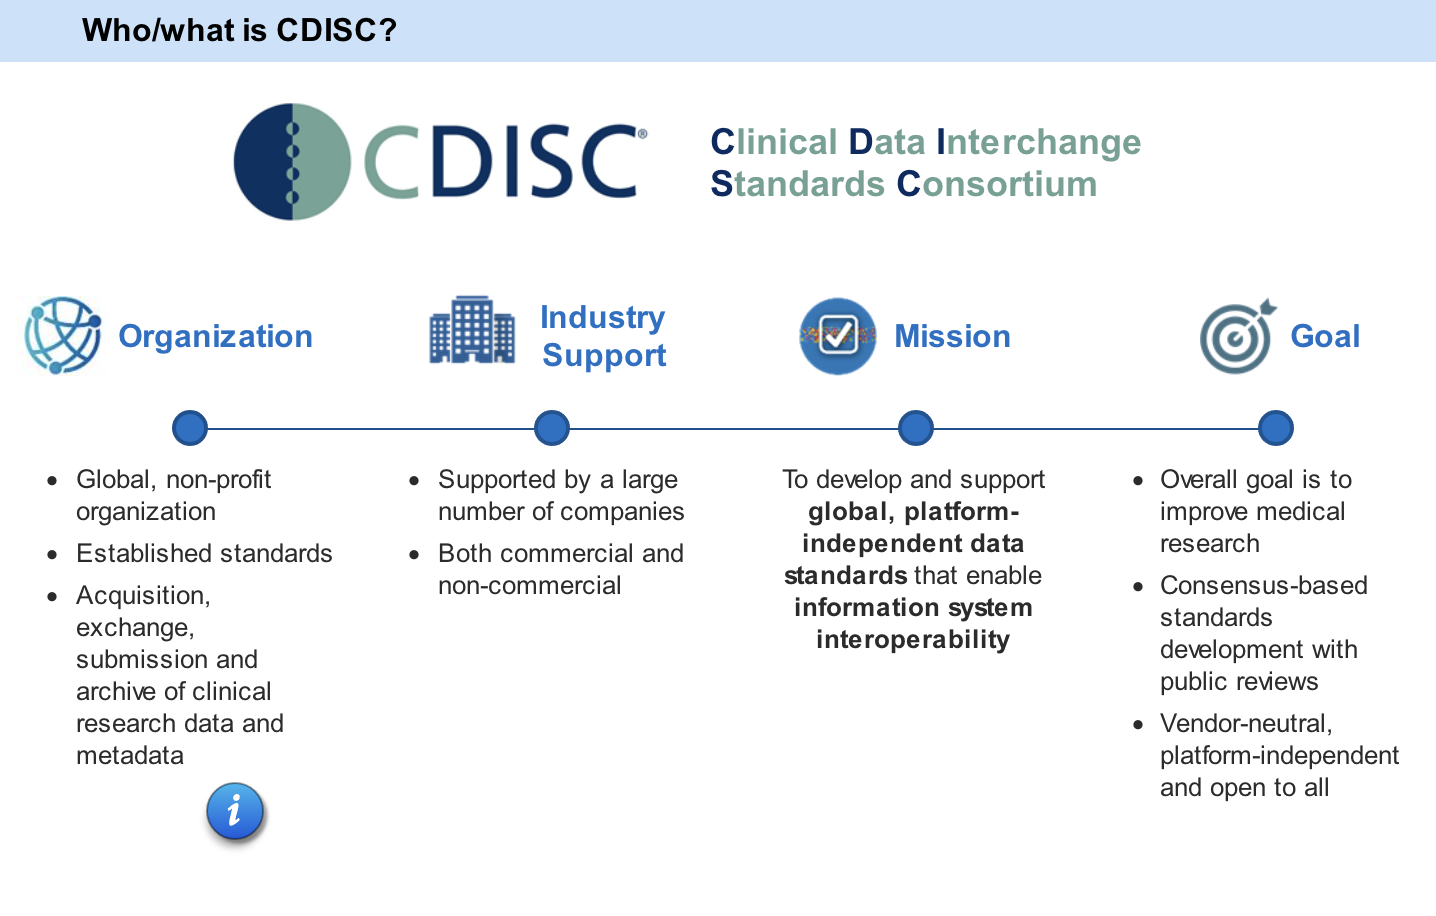 Who/what is CDISC?
CDISC®
Clinical Data Interchange
Standards Consortium
Organization
Industry
Support
Mission
Goal
• Global, non-profit
organization
• Established standards
• Acquisition,
exchange,
submission and
archive of clinical
research data and
metadata
i
• Supported by a large
number of companies
• Both commercial and
non-commercial
To develop and support
global, platform-
independent data
standards that enable
information system
interoperability
• Overall goal is to
improve medical
research
• Consensus-based
standards
development with
public reviews
• Vendor-neutral,
platform-independent
and open to all